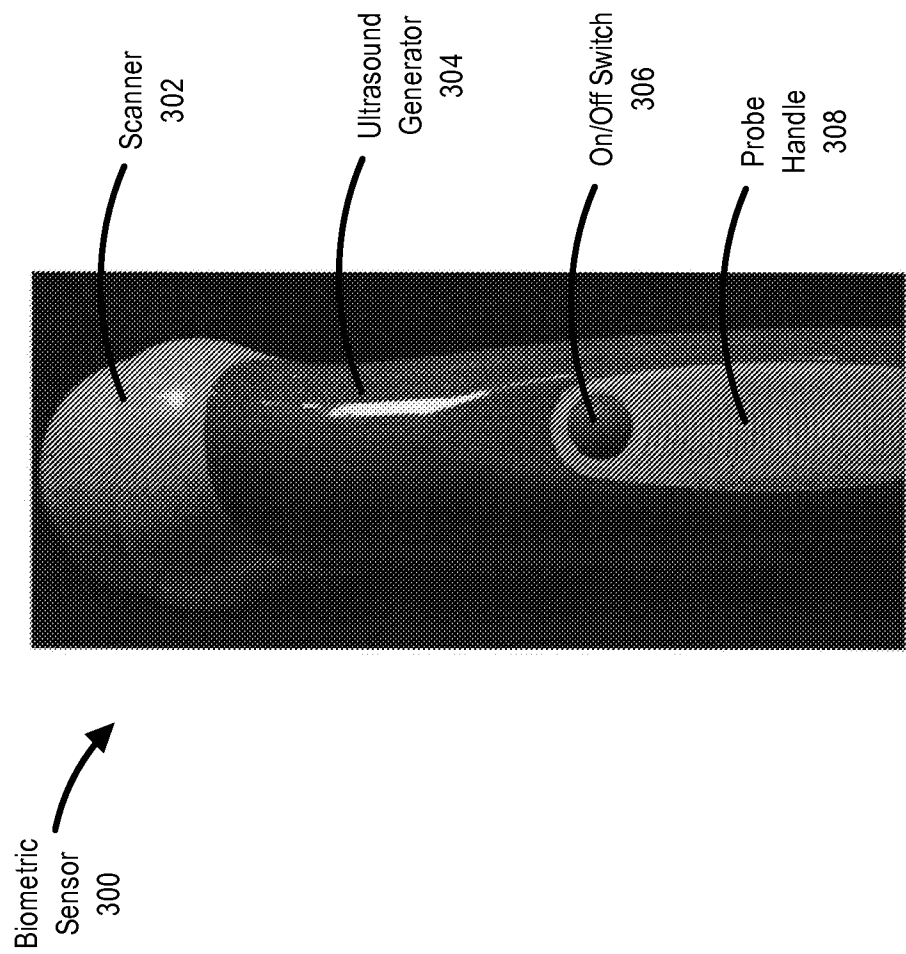 Biometric
Sensor
300
Scanner
302
Ultrasound
Generator
304
On/Off Switch
306
Probe
Handle
308